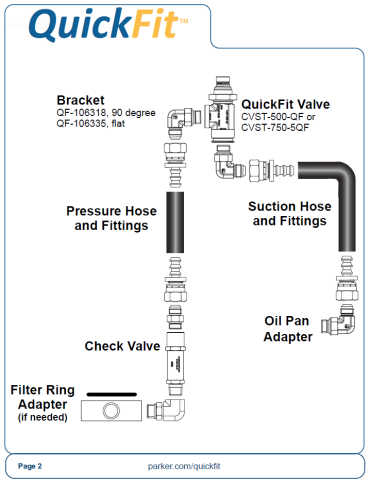 QuickFit™
Bracket
QF-106318, 90 degree
QF-106335, flat
QuickFit Valve
CVST-500-QF or
CVST-750-5QF
Pressure Hose
and Fittings
Suction Hose
and Fittings
Oil Pan
Adapter
Check Valve
Filter Ring
Adapter
(if needed)
Page 2
parker.com/quickfit